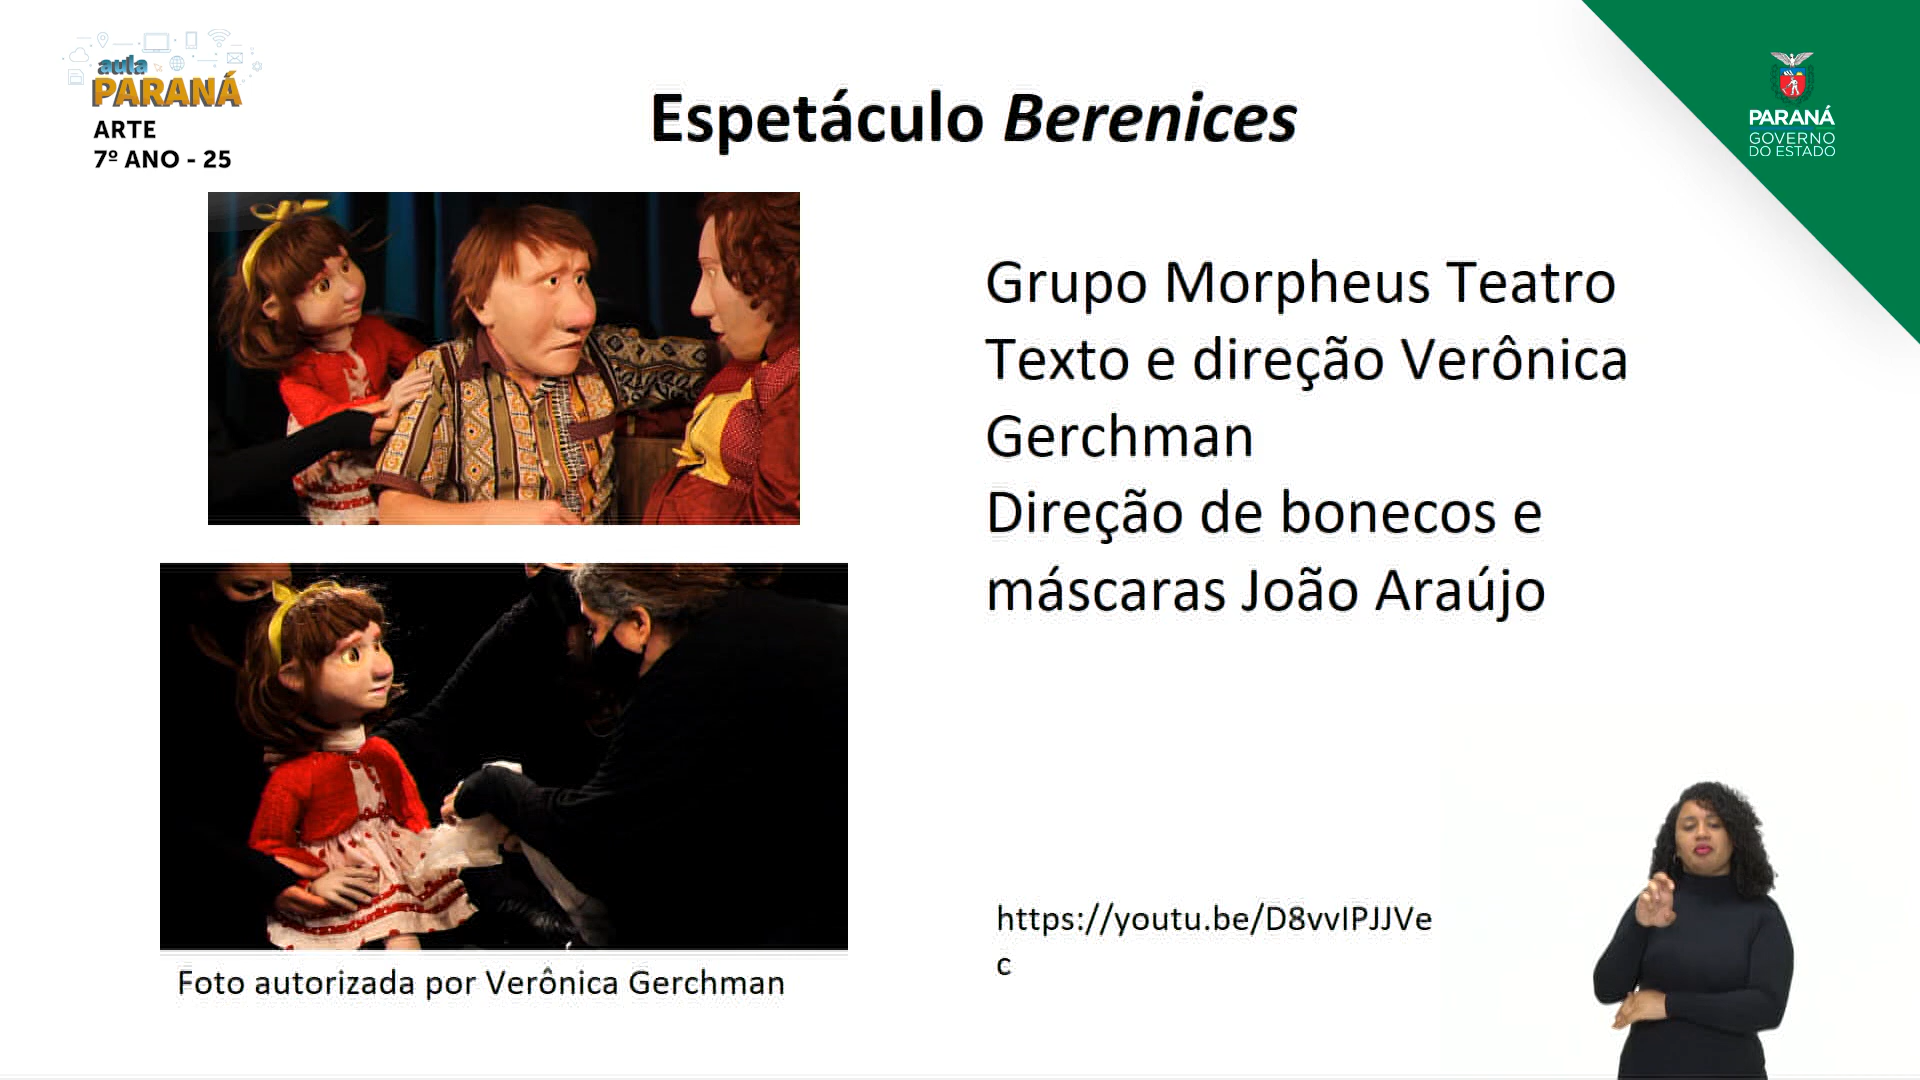 aula
PARANÁ
ARTE
7º ANO - 25
Espetáculo Berenices
PARANÁ
GOVERNO
DO ESTADO
Grupo Morpheus Teatro
Texto e direção Verônica
Gerchman
Direção de bonecos e
máscaras João Araújo
https://youtu.be/D8vvIPJJVe
c
Foto autorizada por Verônica Gerchman